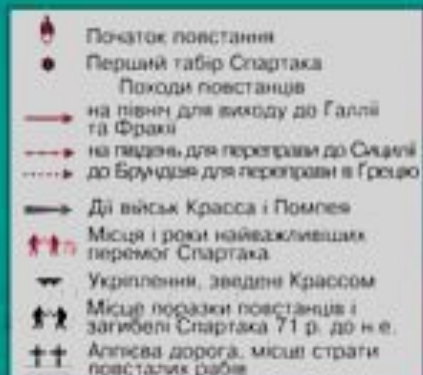 Початок повстання
Перший табір Спартака
Походи повстанців
на північ для виходу до Галлії
та Фракії
на південь для переправи до Сицилії
до Брундізія для переправи в Грецію
Дії військ Красса і Помпея
Місця і роки найважливіших
перемог Спартака
Укріплення, зведені Крассом
Місце поразки повстанців і
загибелі Спартака 71 р. до н.е.
Аппієва дорога, місце страти
повсталих рабів